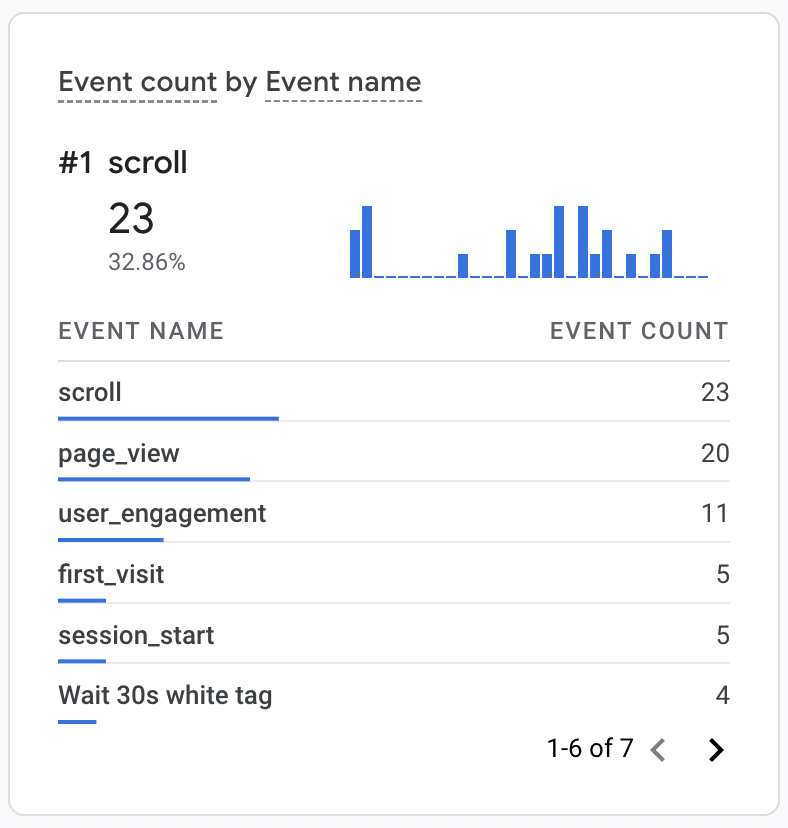 Event count by Event name
#1 scroll
23
32.86%
EVENT NAME EVENT COUNT
scroll 23
page_view 20
user_engagement 11
first_visit 5
session_start 5
Wait 30s white tag 4
1-6 of 7